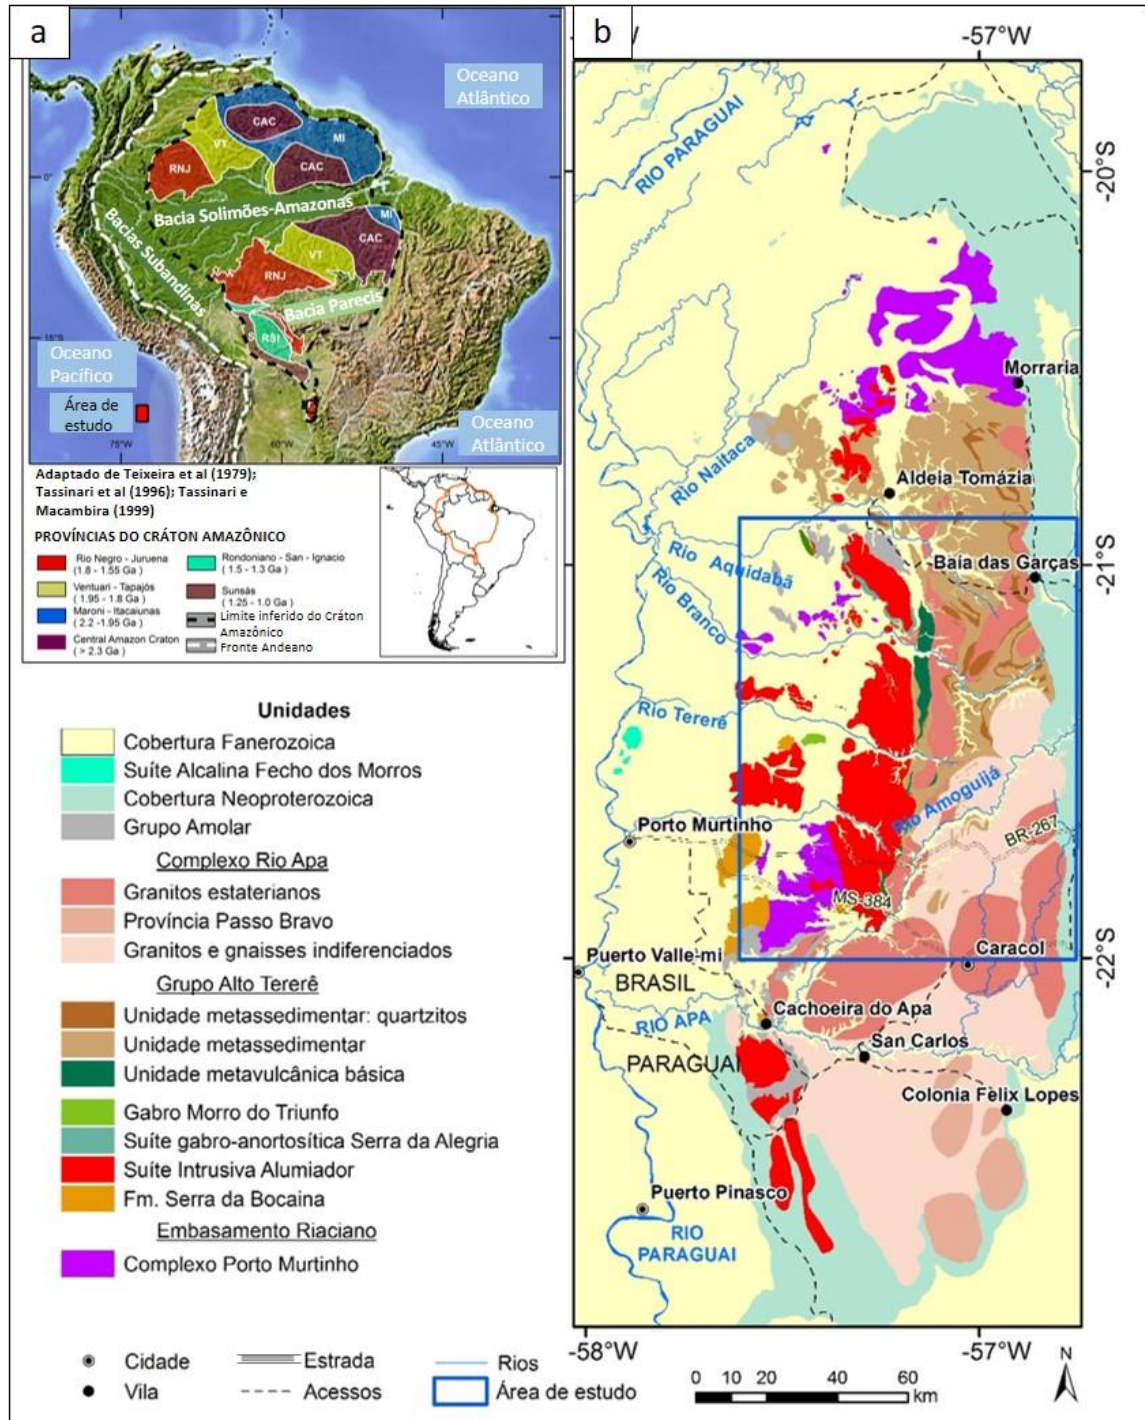 a
Oceano
Atlântico
CAC
MI
VT
RNJ
CAC
0°
Bacia Solimões-Amazonas
MI
CAC
VT
RNJ
Bacias Subandinas
Bacia Parecis
RSI
S
15°S
Oceano
Pacífico
Área de
estudo
Oceano
Atlântico
75°W
60°W
45°W
Adaptado de Teixeira et al (1979);
Tassinari et al (1996); Tassinari e
Macambira (1999)
PROVÍNCIAS DO CRÁTON AMAZÔNICO
Rio Negro - Juruena
(1.8 - 1.55 Ga )
Ventuari - Tapajós
( 1.95 - 1.8 Ga )
Maroni - Itacaiunas
( 2.2 -1.95 Ga )
Central Amazon Craton
( > 2.3 Ga )
Rondoniano - San - Ignacio
( 1.5 - 1.3 Ga )
Sunsás
( 1.25 - 1.0 Ga )
Limite inferido do Cráton
Amazônico
Fronte Andeano
Unidades
Cobertura Fanerozoica
Suíte Alcalina Fecho dos Morros
Cobertura Neoproterozoica
Grupo Amolar
Complexo Rio Apa
Granitos estaterianos
Província Passo Bravo
Granitos e gnaisses indiferenciados
Grupo Alto Tererê
Unidade metassedimentar: quartzitos
Unidade metassedimentar
Unidade metavulcânica básica
Gabro Morro do Triunfo
Suíte gabro-anortosítica Serra da Alegria
Suíte Intrusiva Alumiador
Fm. Serra da Bocaina
Embasamento Riaciano
Complexo Porto Murtinho
Cidade
Vila
Estrada
Acessos
Rios
Área de estudo
b
°W
-57°W
RIO PARAGUAI
-20°S
Morraria
Rio Naitaca
Aldeia Tomázia
-21°S
Rio Aquidabã
Baía das Garças
Rio Branco
Rio Tererê
Rio Amoguijá
BR-267
Porto Murtinho
MS-384
Caracol
-22°S
Puerto Valle-mi
BRASIL
Cachoeira do Apa
RIO APA
San Carlos
PARAGUAI
Colonia Felix Lopes
Puerto Pinasco
RIO
PARAGUAI
-58°W
-57°W
0 10 20 40 60
km
N